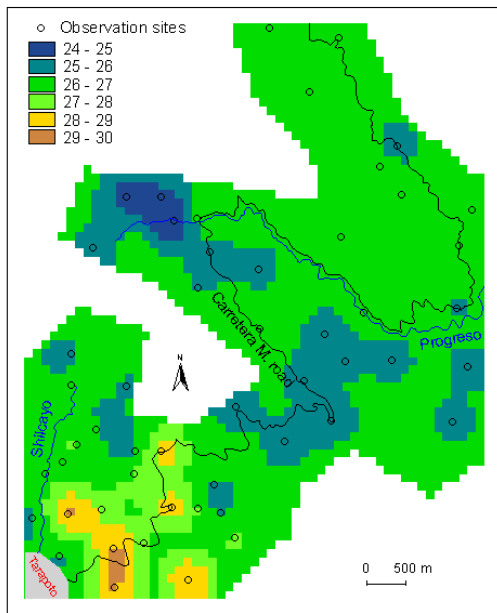 Observation sites
24 - 25
25 - 26
26 - 27
27 - 28
28 - 29
29 - 30
Progreso
Carretera M. road
N
Shilcayo
Tarapoto
0 500 m